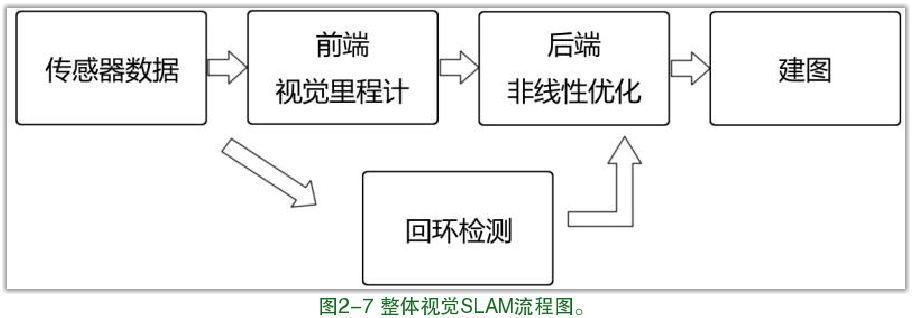 传感器数据
前端
视觉里程计
后端
非线性优化
建图
回环检测
图2-7 整体视觉SLAM流程图。